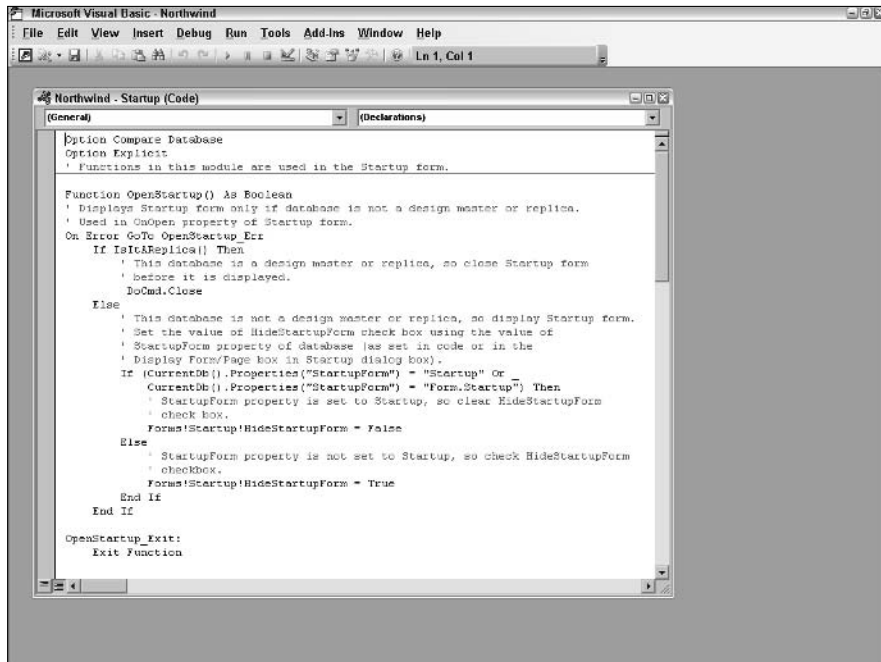 Microsoft Visual Basic - Northwind
File Edit View Insert Debug Run Tools Add-Ins Window Help
Ln 1, Col 1
Northwind - Startup (Code)
(General) (Declarations)
Option Compare Database
Option Explicit
' Functions in this module are used in the Startup form.
Function OpenStartup() As Boolean
' Displays Startup form only if database is not a design master or replica.
' Used in OnOpen property of Startup form.
On Error GoTo OpenStartup_Err
If IsItAReplica() Then
' This database is a design master or replica, so close Startup form
' before it is displayed.
DoCmd.Close
Else
' This database is not a design master or replica, so display Startup form.
' Set the value of HideStartupForm check box using the value of
' StartupForm property of database (as set in code or in the
' Display Form/Page box in Startup dialog box).
If (CurrentDb().Properties("StartupForm") = "Startup" Or _
CurrentDb().Properties("StartupForm") = "Form.Startup") Then
' StartupForm property is set to Startup, so clear HideStartupForm
' check box.
Forms!Startup!HideStartupForm = False
Else
' StartupForm property is not set to Startup, so check HideStartupForm
' checkbox.
Forms!Startup!HideStartupForm = True
End If
End If
OpenStartup_Exit:
Exit Function